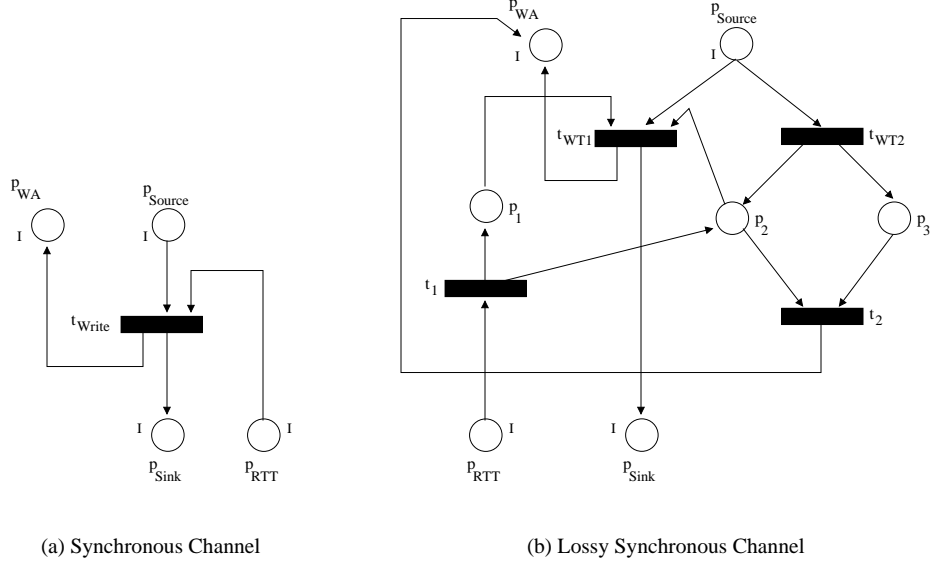 p_WA
I
p_Source
I
t_Write
I
p_Sink
I
p_RTT
(a) Synchronous Channel
p_WA
I
p_Source
I
t_WT1
t_WT2
p_1
p_2
p_3
t_1
t_2
I
p_RTT
I
p_Sink
(b) Lossy Synchronous Channel